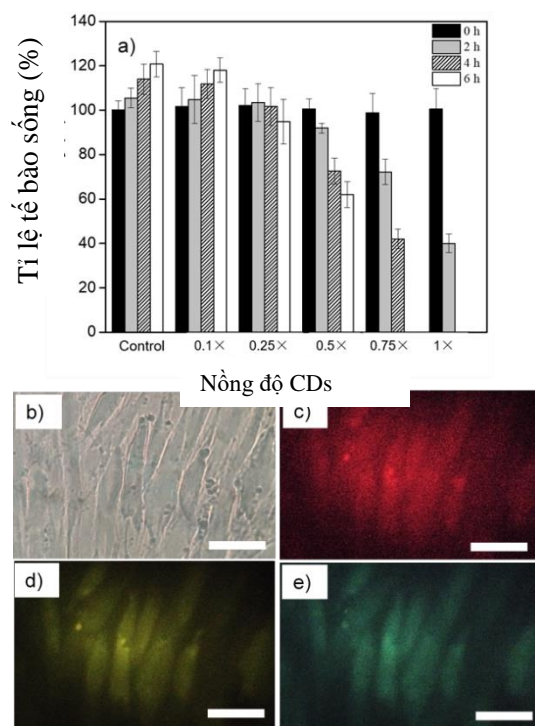 140
120
100
80
60
40
20
0
Tỉ lệ tế bào sống (%)
a)
0 h
2 h
4 h
6 h
Control 0.1× 0.25× 0.5× 0.75× 1×
Nồng độ CDs
b)
c)
d)
e)